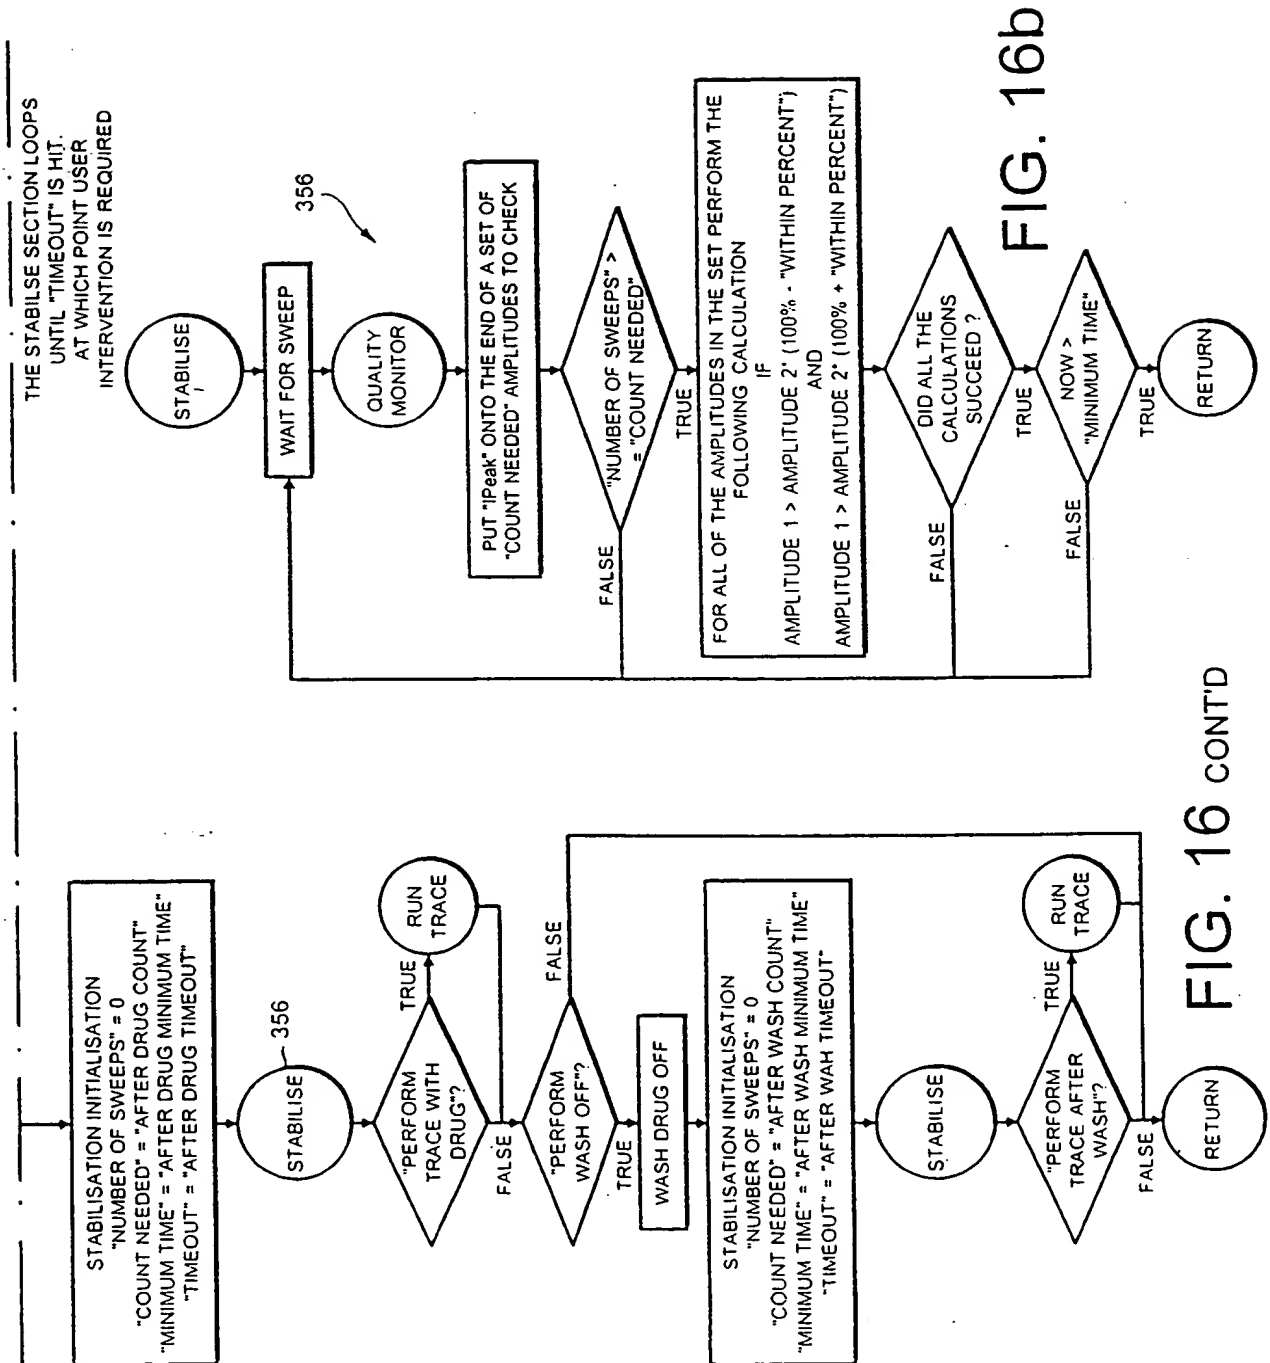 STABILISATION INITIALISATION
"NUMBER OF SWEEPS" = 0
"COUNT NEEDED" = "AFTER DRUG COUNT"
"MINIMUM TIME" = "AFTER DRUG MINIMUM TIME"
"TIMEOUT" = "AFTER DRUG TIMEOUT"
356
STABILISE
"PERFORM
TRACE WITH
DRUG"?
TRUE
RUN
TRACE
FALSE
"PERFORM
WASH OFF"?
FALSE
TRUE
WASH DRUG OFF
STABILISATION INITIALISATION
"NUMBER OF SWEEPS" = 0
"COUNT NEEDED" = "AFTER WASH COUNT"
"MINIMUM TIME" = "AFTER WASH MINIMUM TIME"
"TIMEOUT" = "AFTER WAH TIMEOUT"
STABILISE
"PERFORM
TRACE AFTER
WASH"?
TRUE
RUN
TRACE
FALSE
RETURN
FIG. 16 CONT'D
THE STABILSE SECTION LOOPS
UNTIL "TIMEOUT" IS HIT.
AT WHICH POINT USER
INTERVENTION IS REQUIRED
STABILISE
WAIT FOR SWEEP
356
QUALITY
MONITOR
PUT "IPeak" ONTO THE END OF A SET OF
"COUNT NEEDED" AMPLITUDES TO CHECK
"NUMBER OF SWEEPS" >
= "COUNT NEEDED"
FALSE
TRUE
FOR ALL OF THE AMPLITUDES IN THE SET PERFORM THE
FOLLOWING CALCULATION
IF
AMPLITUDE 1 > AMPLITUDE 2* (100% - "WITHIN PERCENT")
AND
AMPLITUDE 1 > AMPLITUDE 2* (100% + "WITHIN PERCENT")
DID ALL THE
CALCULATIONS
SUCCEED ?
FALSE
TRUE
NOW >
"MINIMUM TIME"
FALSE
TRUE
RETURN
FIG. 16b